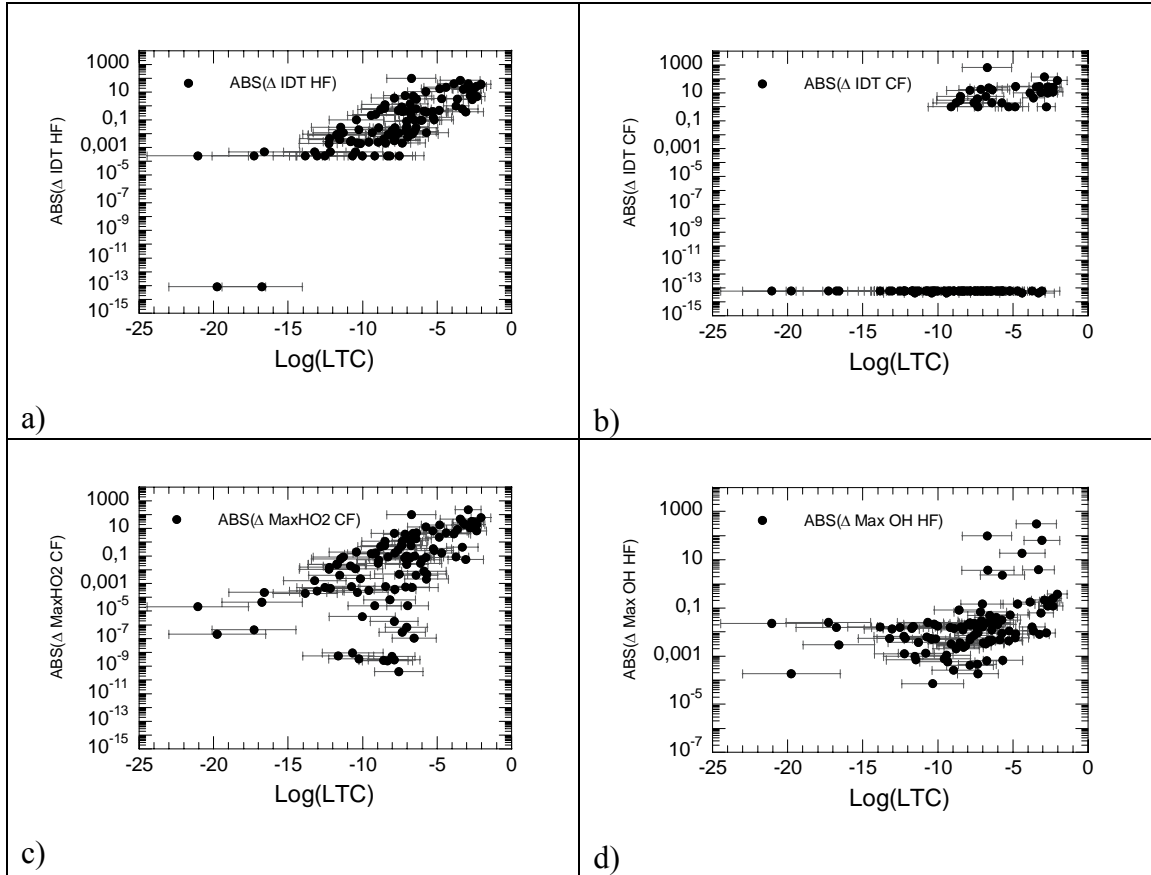 ABS(Δ IDT HF)
1000
10
0,1
0,001
10-5
10-7
10-9
10-11
10-13
10-15
ABS(Δ IDT HF)
-25 -20 -15 -10 -5 0
Log(LTC)
a)
ABS(Δ IDT CF)
1000
10
0,1
0,001
10-5
10-7
10-9
10-11
10-13
10-15
ABS(Δ IDT CF)
-25 -20 -15 -10 -5 0
Log(LTC)
b)
ABS(Δ MaxHO2 CF)
1000
10
0,1
0,001
10-5
10-7
10-9
10-11
10-13
10-15
ABS(Δ MaxHO2 CF)
-25 -20 -15 -10 -5 0
Log(LTC)
c)
ABS(Δ Max OH HF)
1000
10
0,1
0,001
10-5
10-7
ABS(Δ Max OH HF)
-25 -20 -15 -10 -5 0
Log(LTC)
d)